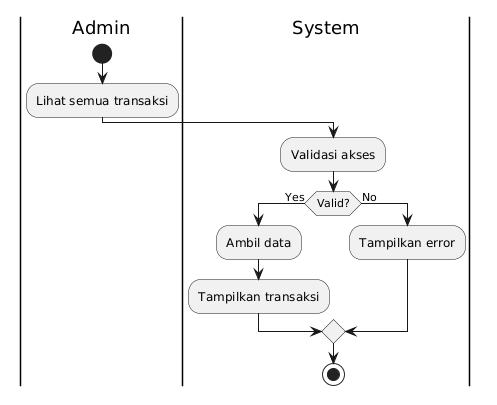 Admin
System
Lihat semua transaksi
Validasi akses
Yes
Valid?
No
Ambil data
Tampilkan error
Tampilkan transaksi